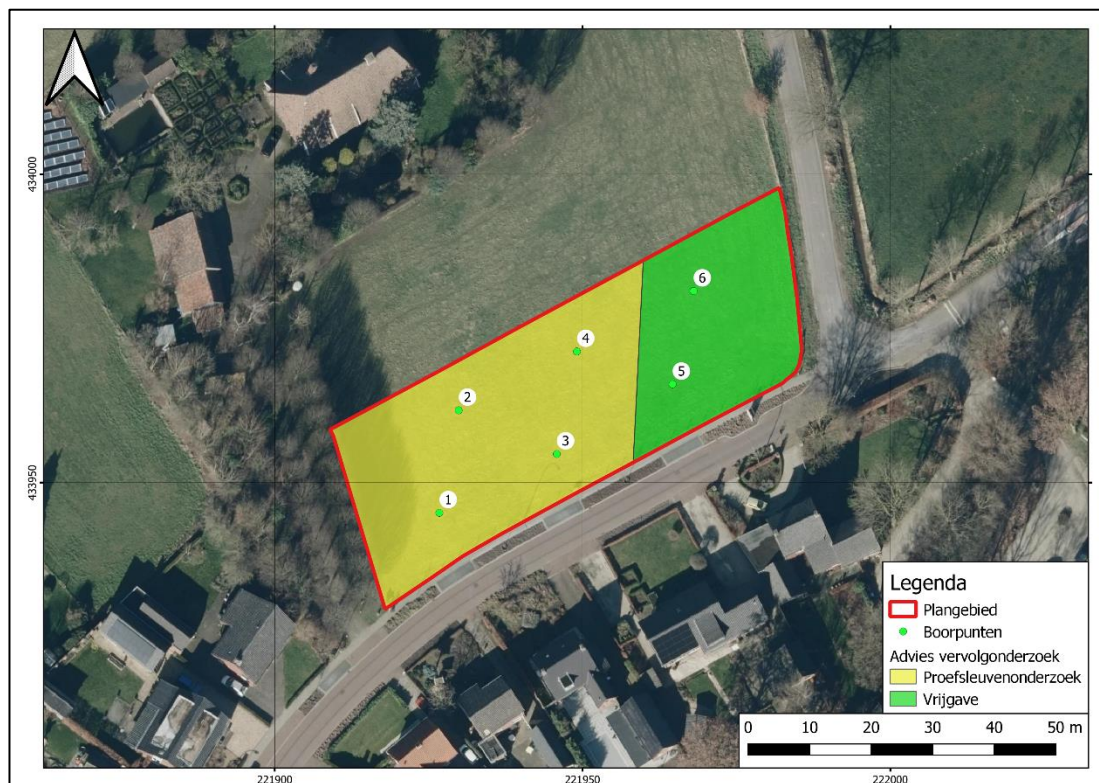 434000
6
4
5
2
3
433950
1
Legenda
Plangebied
Boorpunten
Advies vervolgonderzoek
Proefsleuvenonderzoek
Vrijgave
0 10 20 30 40 50 m
221900 221950 222000